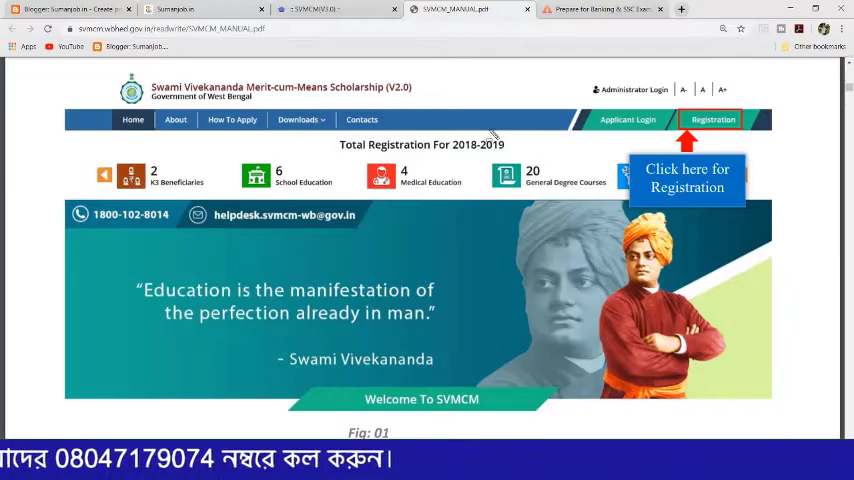 Blogger: Sumanjob.in - Create pe
Sumanjob.in
:: SVMCM(V3.0) ::
SVMCM_MANUAL.pdf
Prepare for Banking & SSC Exam
svmcm.wbhed.gov.in/readwrite/SVMCM_MANUAL.pdf
Apps
YouTube
Blogger: Sumanjob....
Other bookmarks
Swami Vivekananda Merit-cum-Means Scholarship (V2.0)
Government of West Bengal
Administrator Login
A-
A
A+
Home
About
How To Apply
Downloads
Contacts
Applicant Login
Registration
Total Registration For 2018-2019
Click here for
Registration
2
K3 Beneficiaries
6
School Education
4
Medical Education
20
General Degree Courses
1800-102-8014
helpdesk.svmcm-wb@gov.in
“Education is the manifestation of
the perfection already in man.”
- Swami Vivekananda
Welcome To SVMCM
Fig: 01
08047179074 নম্বরে কল করুন।